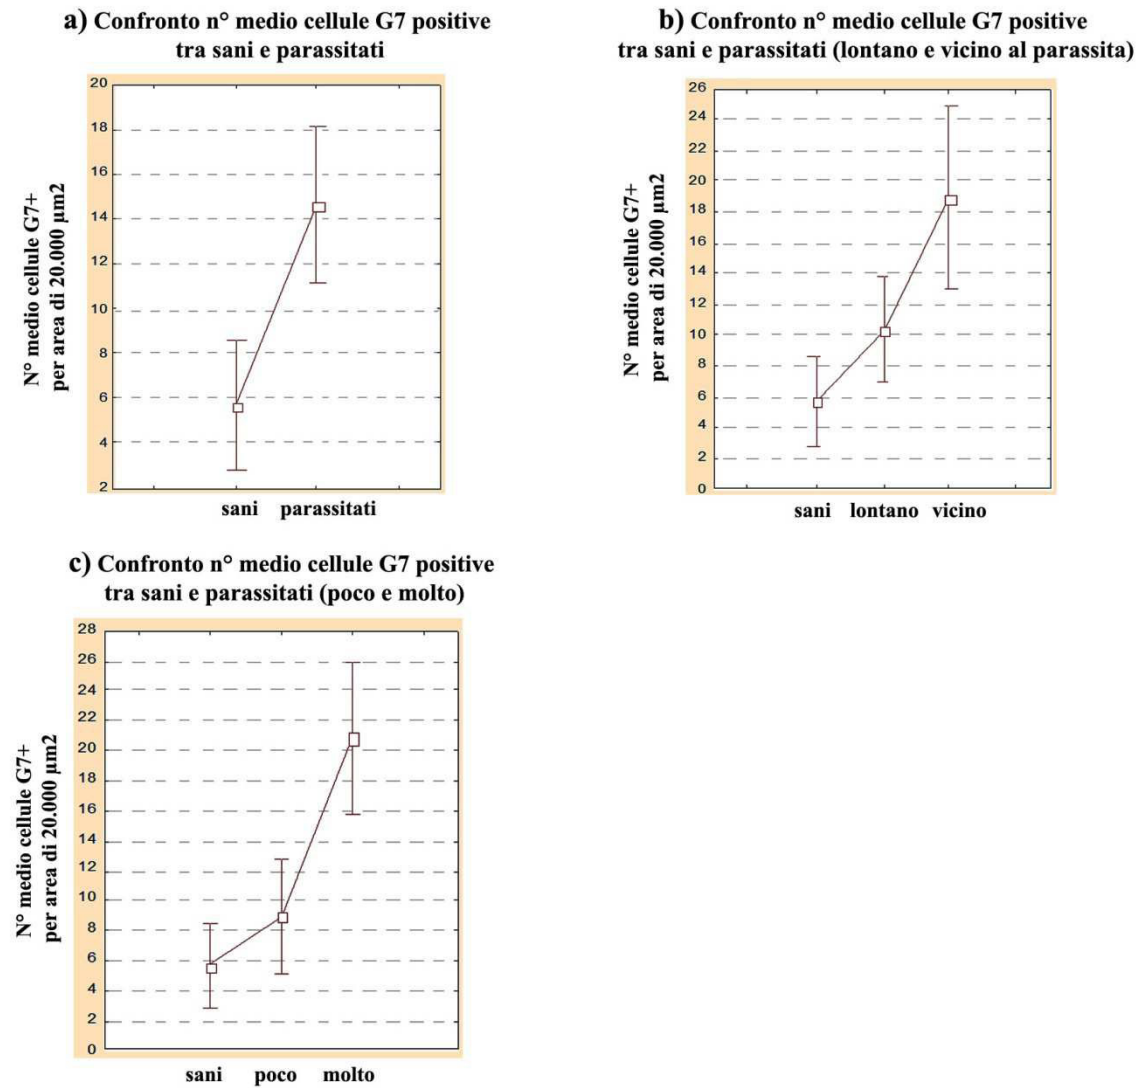 a) Confronto n° medio cellule G7 positive
tra sani e parassitati
N° medio cellule G7+
per area di 20.000 µm2
20
18
16
14
12
10
8
6
4
2
sani parassitati
b) Confronto n° medio cellule G7 positive
tra sani e parassitati (lontano e vicino al parassita)
N° medio cellule G7+
per area di 20.000 µm2
26
24
22
20
18
16
14
12
10
8
6
4
2
0
sani lontano vicino
c) Confronto n° medio cellule G7 positive
tra sani e parassitati (poco e molto)
N° medio cellule G7+
per area di 20.000 µm2
28
26
24
22
20
18
16
14
12
10
8
6
4
2
0
sani poco molto